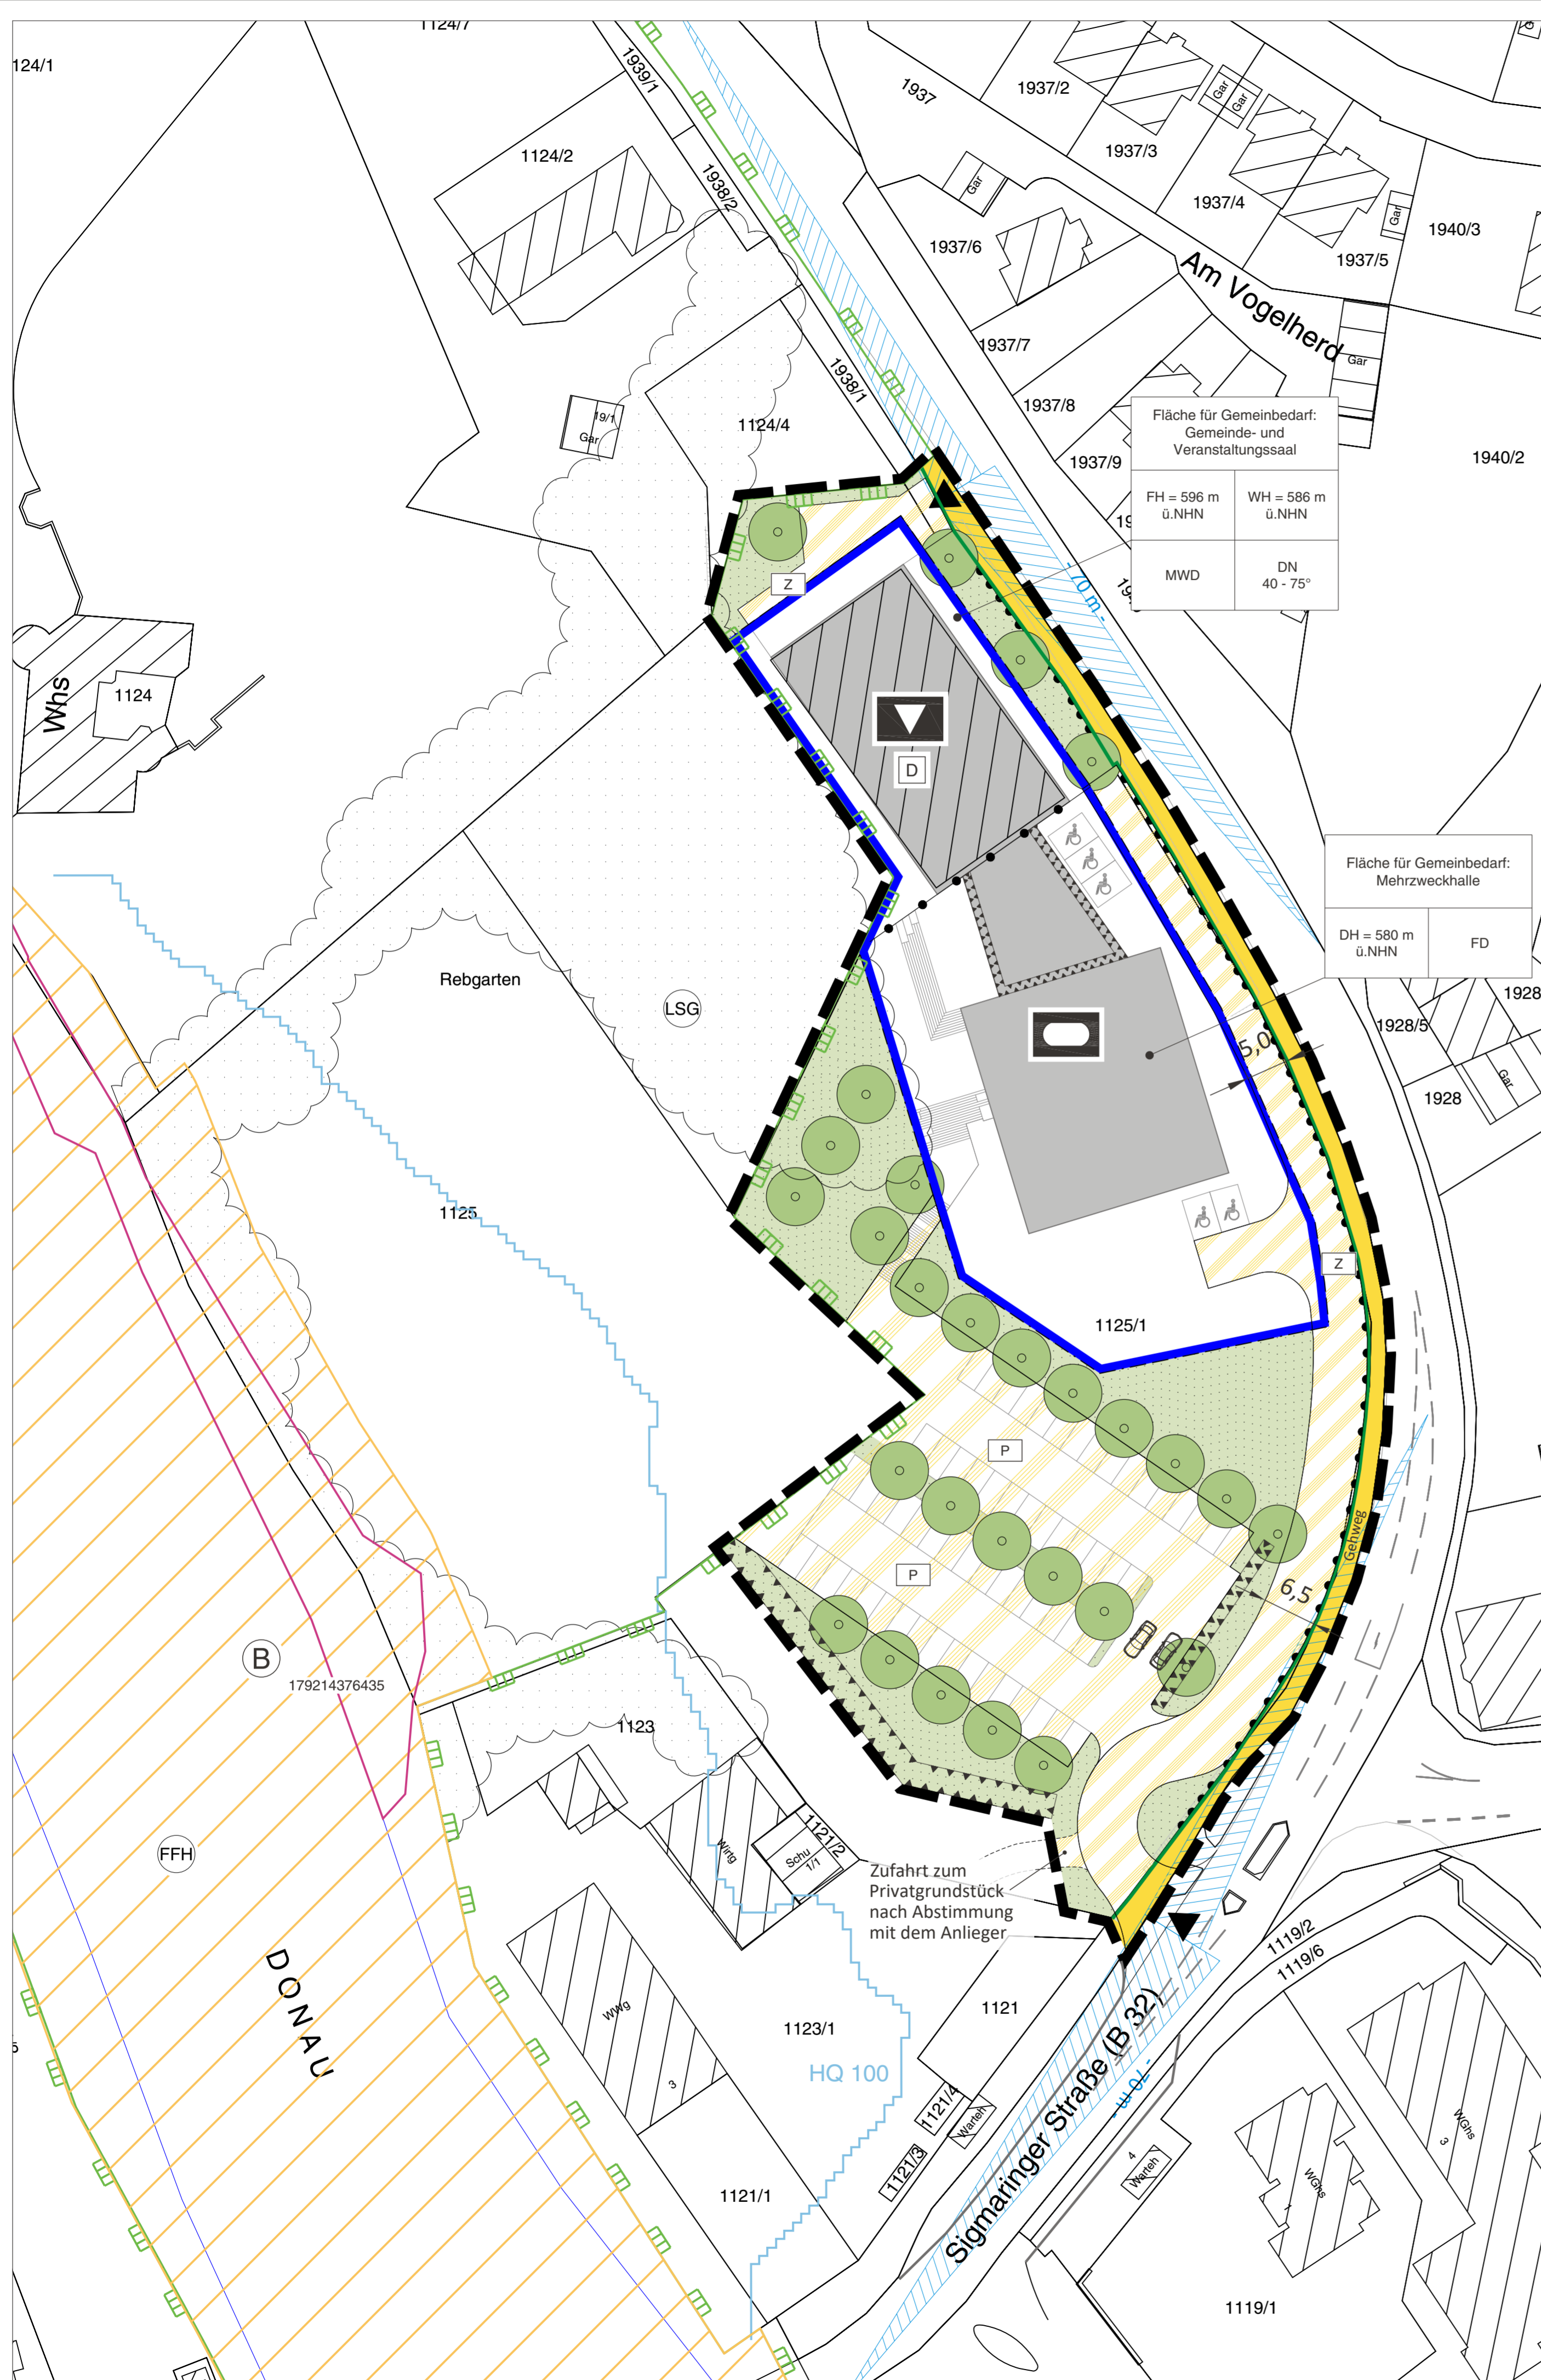 1124/7
124/1
1939/1
1937
1937/2
Gar
Gar
1937/3
1124/2
1938/2
Gar
1937/4
Gar
1940/3
1937/6
1937/5
Am Vogelherd
1937/7
Gar
1938/1
1937/8
19/1
Gar
1124/4
1937/9
1940/2
Fläche für Gemeinbedarf:
Gemeinde- und
Veranstaltungssaal
FH = 596 m
ü.NHN
WH = 586 m
ü.NHN
MWD
DN
40 - 75°
Z
- 70 m -
Whs
1124
D
Fläche für Gemeinbedarf:
Mehrzweckhalle
DH = 580 m
ü.NHN
FD
Rebgarten
LSG
1928
1928/5
5,0
Gar
1928
1125
Z
1125/1
P
Gehweg
P
6,5
B
179214376435
1123
FFH
Wirtg
Schu
1/1
1121/2
Zufahrt zum
Privatgrundstück
nach Abstimmung
mit dem Anlieger
DONAU
1119/2
1119/6
WWg
3
1123/1
1121
HQ 100
Sigmaringer Straße (B 32)
- 70 m -
1121/4
Warteh
1121/3
4
Warteh
WGhs
3
WGhs
1
1121/1
1119/1